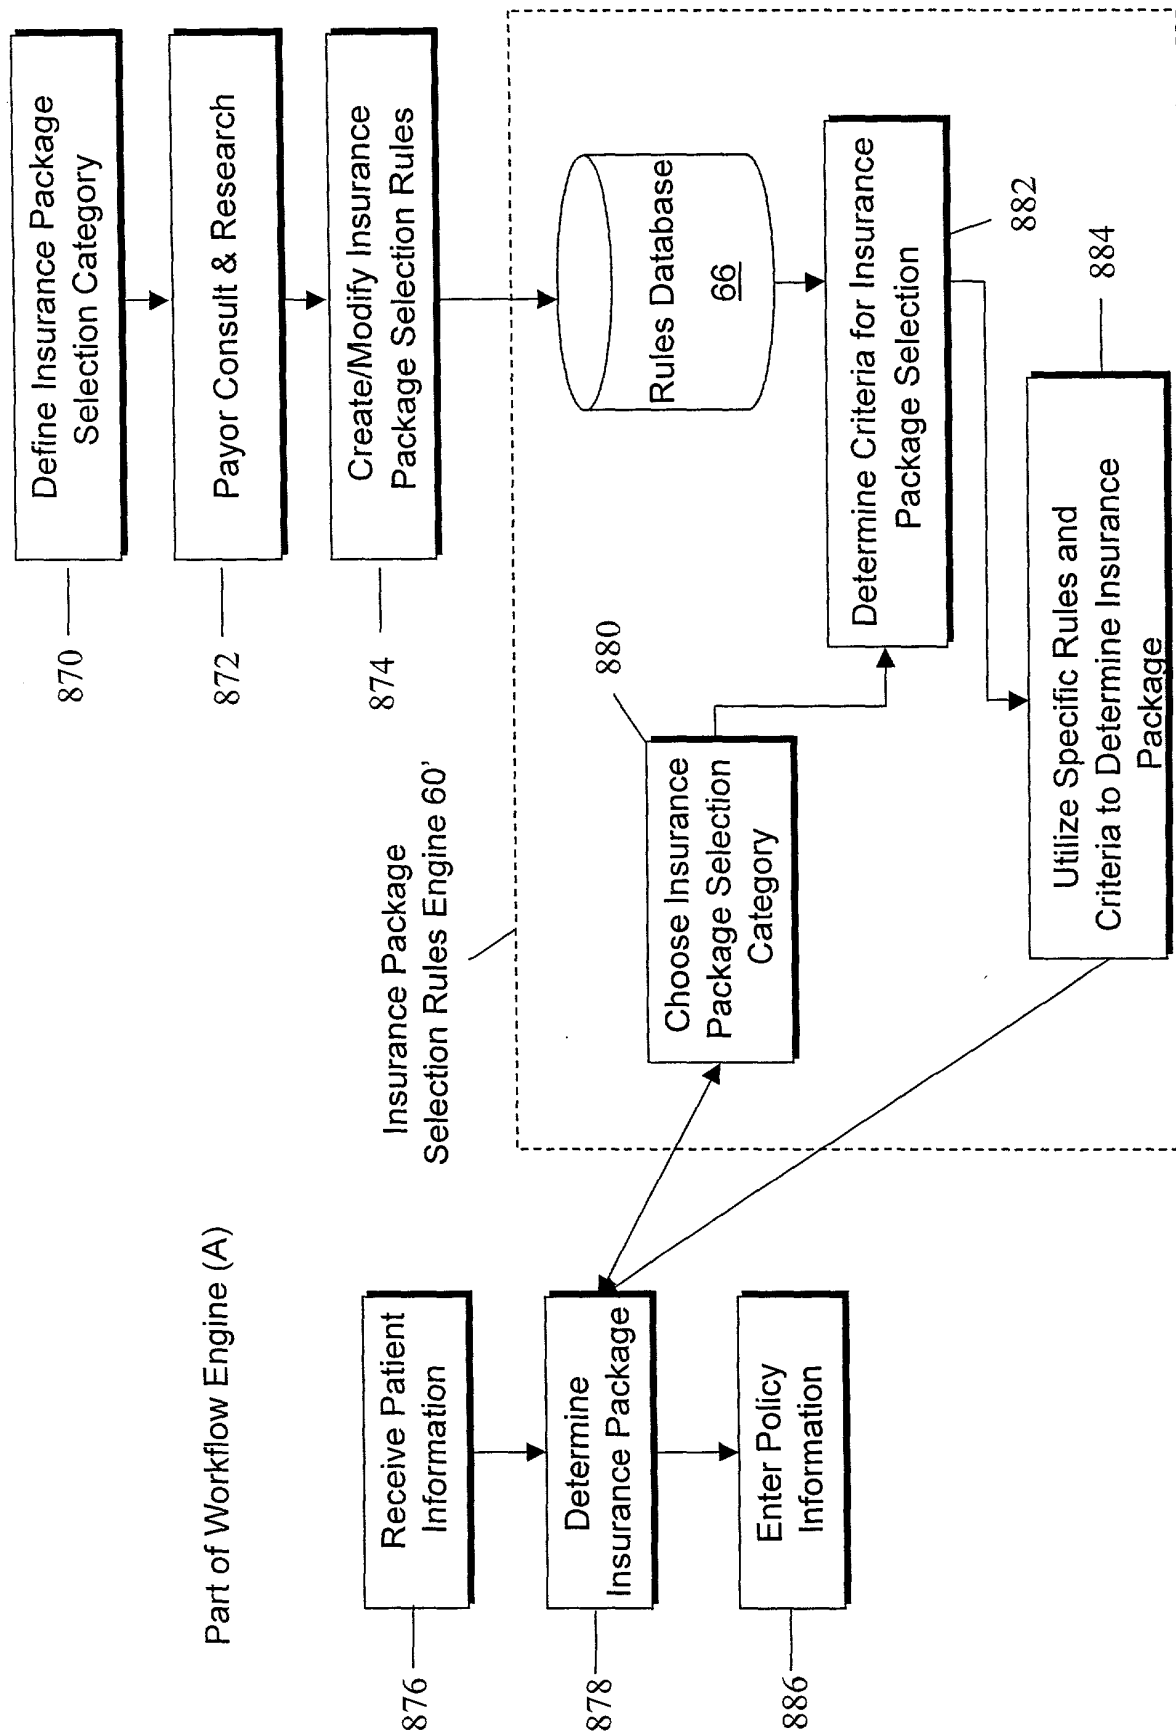 Part of Workflow Engine (A)
876
Receive Patient
Information
878
Determine
Insurance Package
886
Enter Policy
Information
Insurance Package
Selection Rules Engine 60'
870
Define Insurance Package
Selection Category
872
Payor Consult & Research
874
Create/Modify Insurance
Package Selection Rules
Rules Database
66
880
Choose Insurance
Package Selection
Category
Determine Criteria for Insurance
Package Selection
882
Utilize Specific Rules and
Criteria to Determine Insurance
Package
884